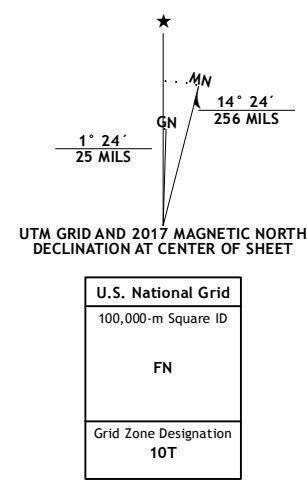 ★
MN
GN
14° 24´
256 MILS
1° 24´
25 MILS
UTM GRID AND 2017 MAGNETIC NORTH
DECLINATION AT CENTER OF SHEET
U.S. National Grid
100,000-m Square ID
FN
Grid Zone Designation
10T